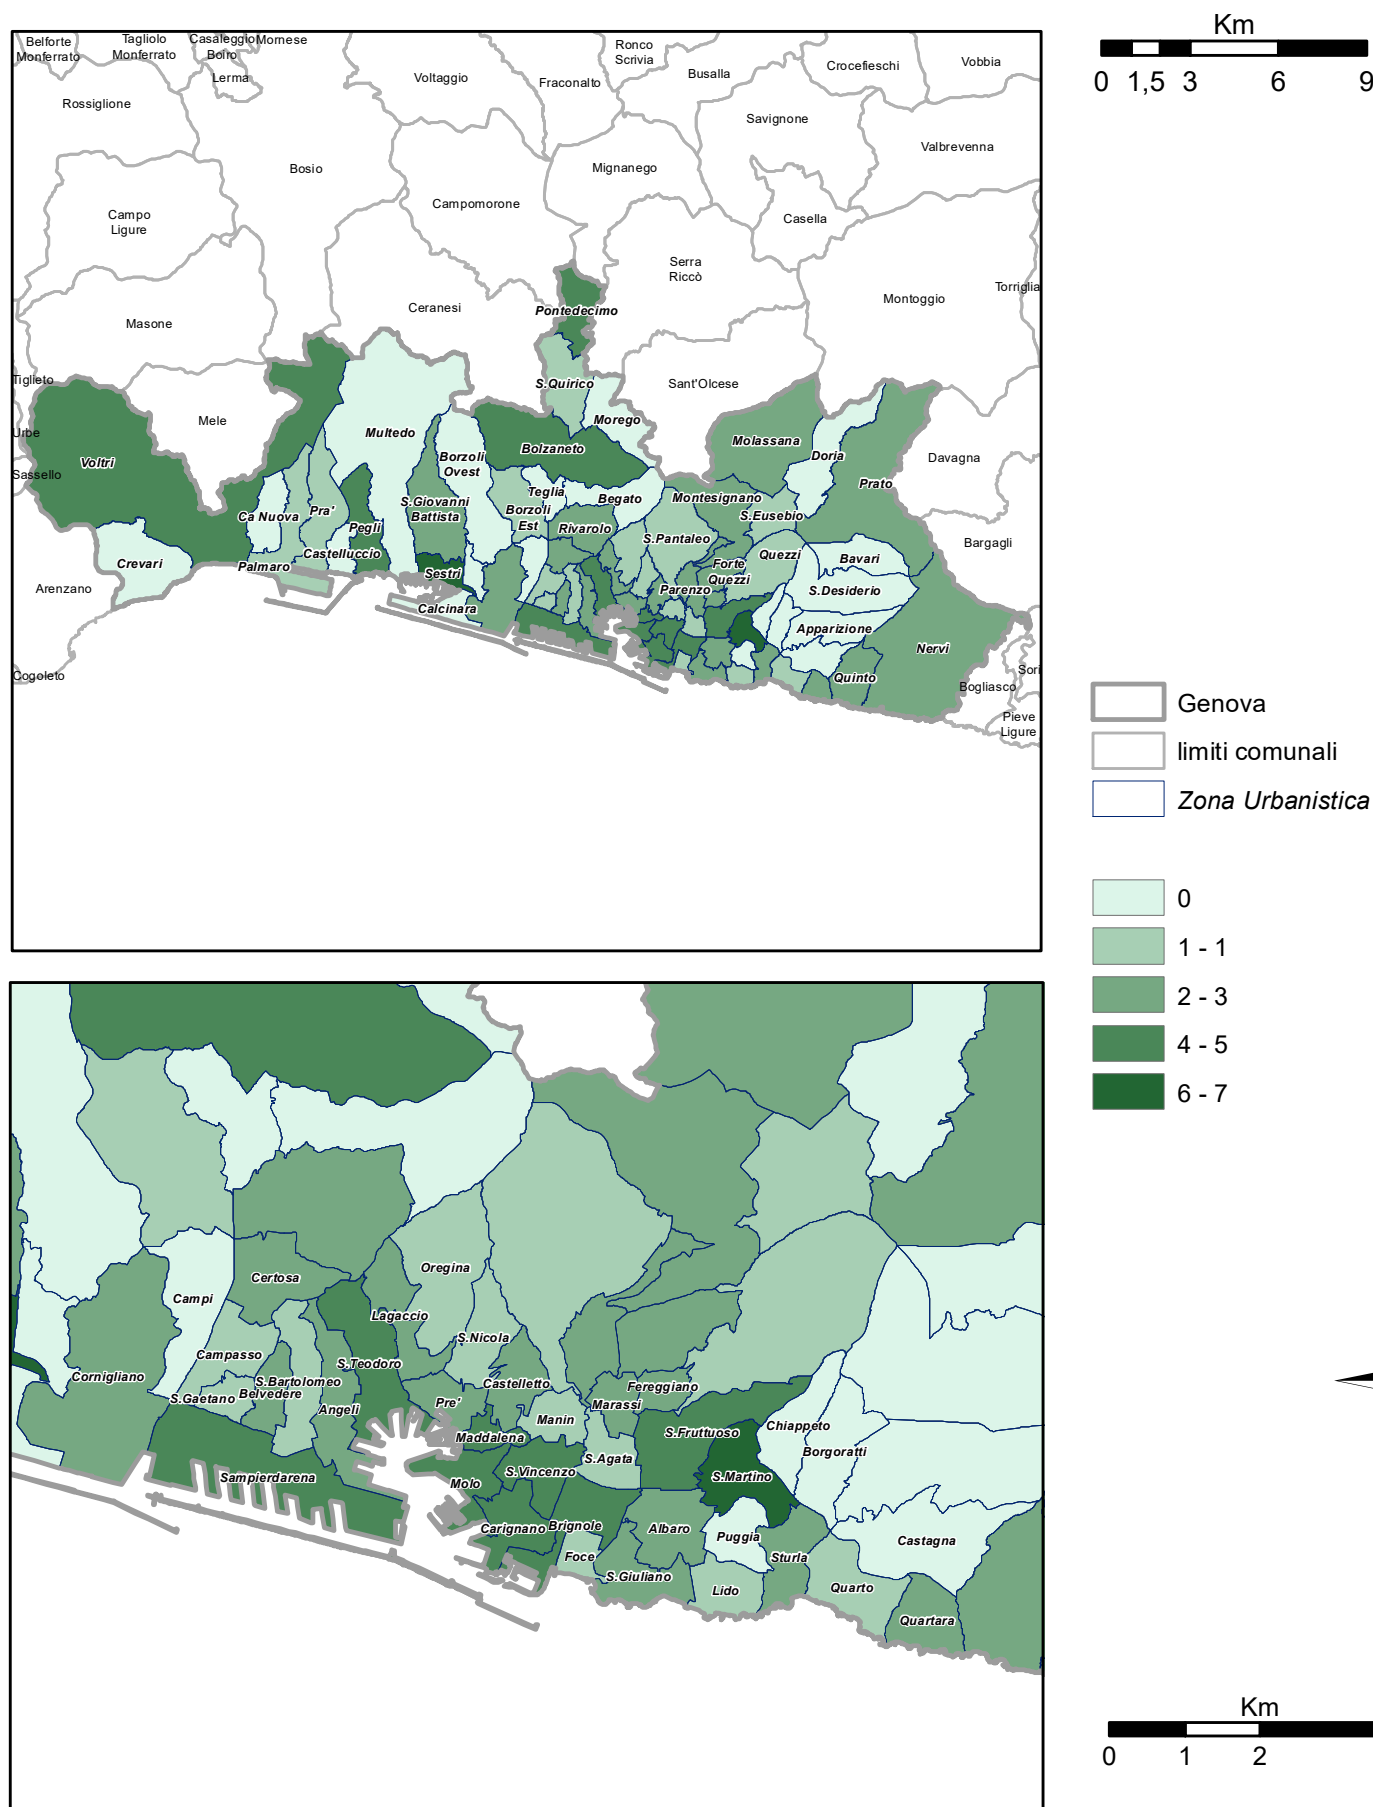 Km
0 1,5 3 6 9
Belforte
Monferrato
Tagliolo
Monferrato
Casaleggio
Boiro
Mornese
Lerma
Rossiglione
Voltaggio
Fraconalto
Ronco
Scrivia
Busalla
Crocefieschi
Vobbia
Savignone
Valbrevenna
Bosio
Mignanego
Campomorone
Casella
Campo
Ligure
Serra
Riccò
Torriglia
Montoggio
Ceranesi
Pontedecimo
Masone
Tiglieto
S.Quirico
Sant'Olcese
Mele
Morego
Urbe
Multedo
Molassana
Voltri
Bolzaneto
Borzoli
Ovest
Doria
Davagna
Sassello
Prato
Teglia
Begato
Montesignano
S.Giovanni
Battista
Borzoli
Est
Ca Nuova
Pra'
S.Eusebio
Pegli
Rivarolo
S.Pantaleo
Bargagli
Castelluccio
Quezzi
Bavari
Crevari
Palmaro
Forte
Quezzi
Sestri
Arenzano
Parenzo
S.Desiderio
Calcinara
Apparizione
Nervi
Cogoleto
Quinto
Sori
Bogliasco
Pieve
Ligure
Genova
limiti comunali
Zona Urbanistica
0
1 - 1
2 - 3
4 - 5
6 - 7
Certosa
Oregina
Campi
Lagaccio
S.Nicola
Campasso
S.Teodoro
Cornigliano
S.Bartolomeo
Castelletto
Fereggiano
S.Gaetano
Belvedere
Pre'
Marassi
Angeli
Manin
Chiappeto
Maddalena
S.Fruttuoso
Borgoratti
S.Agata
Sampierdarena
S.Vincenzo
S.Martino
Molo
Carignano
Brignole
Albaro
Puggia
Castagna
Foce
Sturla
S.Giuliano
Lido
Quarto
Quartara
Km
0 1 2